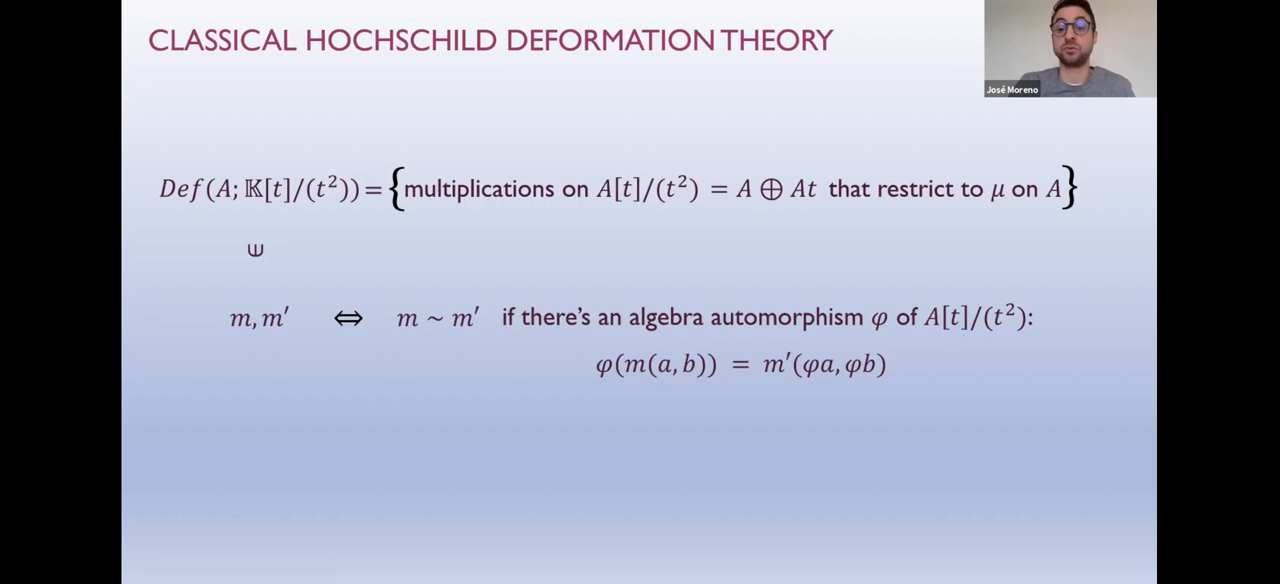 CLASSICAL HOCHSCHILD DEFORMATION THEORY
José Moreno
Def(A; 𝕂[t]/(t²)) = {multiplications on A[t]/(t²) = A ⊕ At that restrict to μ on A}
∈
m, m′ ⇔ m ~ m′ if there's an algebra automorphism φ of A[t]/(t²):
φ(m(a, b)) = m′(φa, φb)